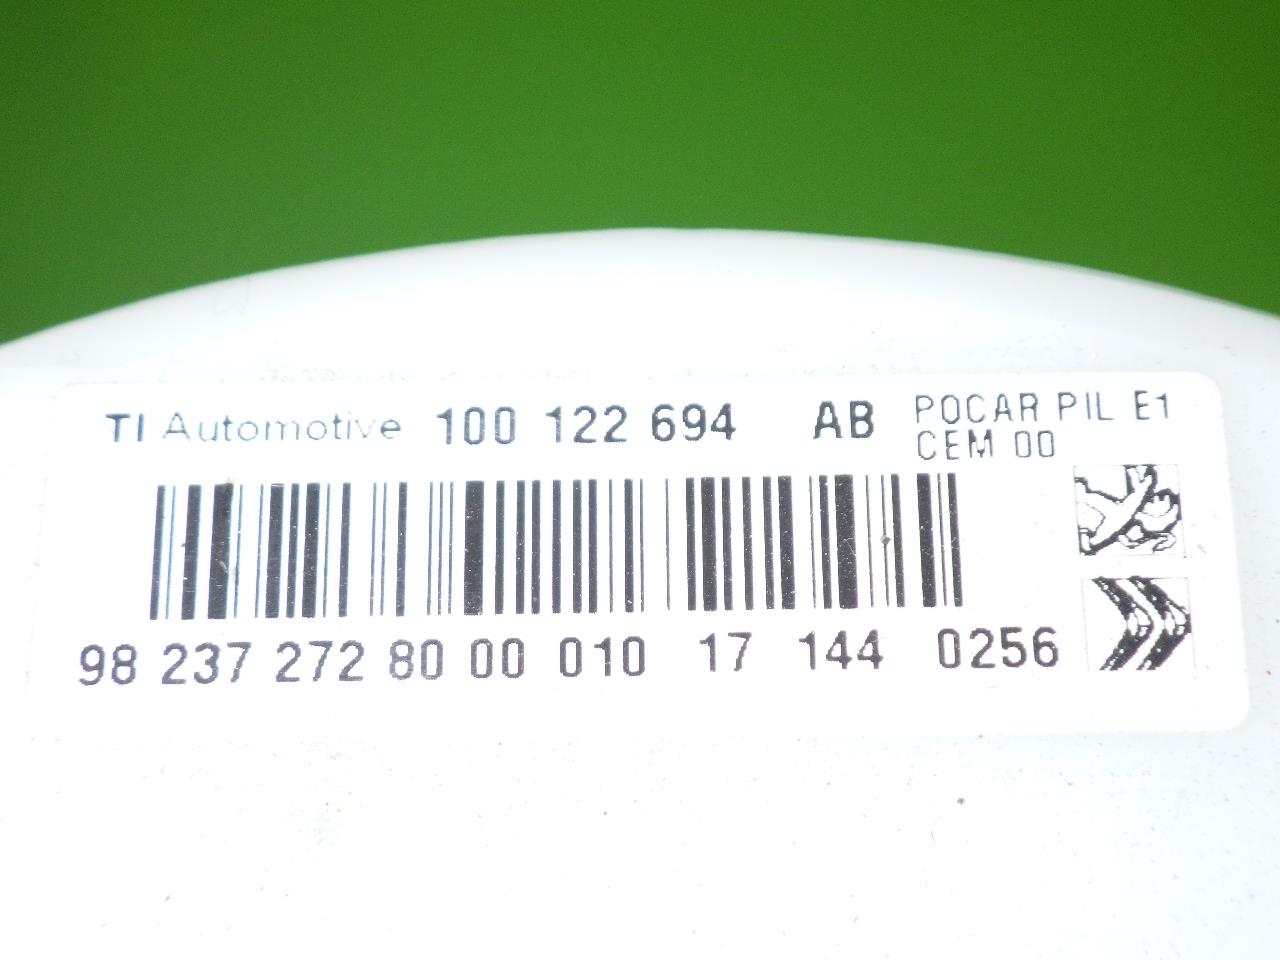 TI Automotive 100 122 694 AB POCAR PIL E1
CEM 00
98 237 272 80 00 010 17 144 0256